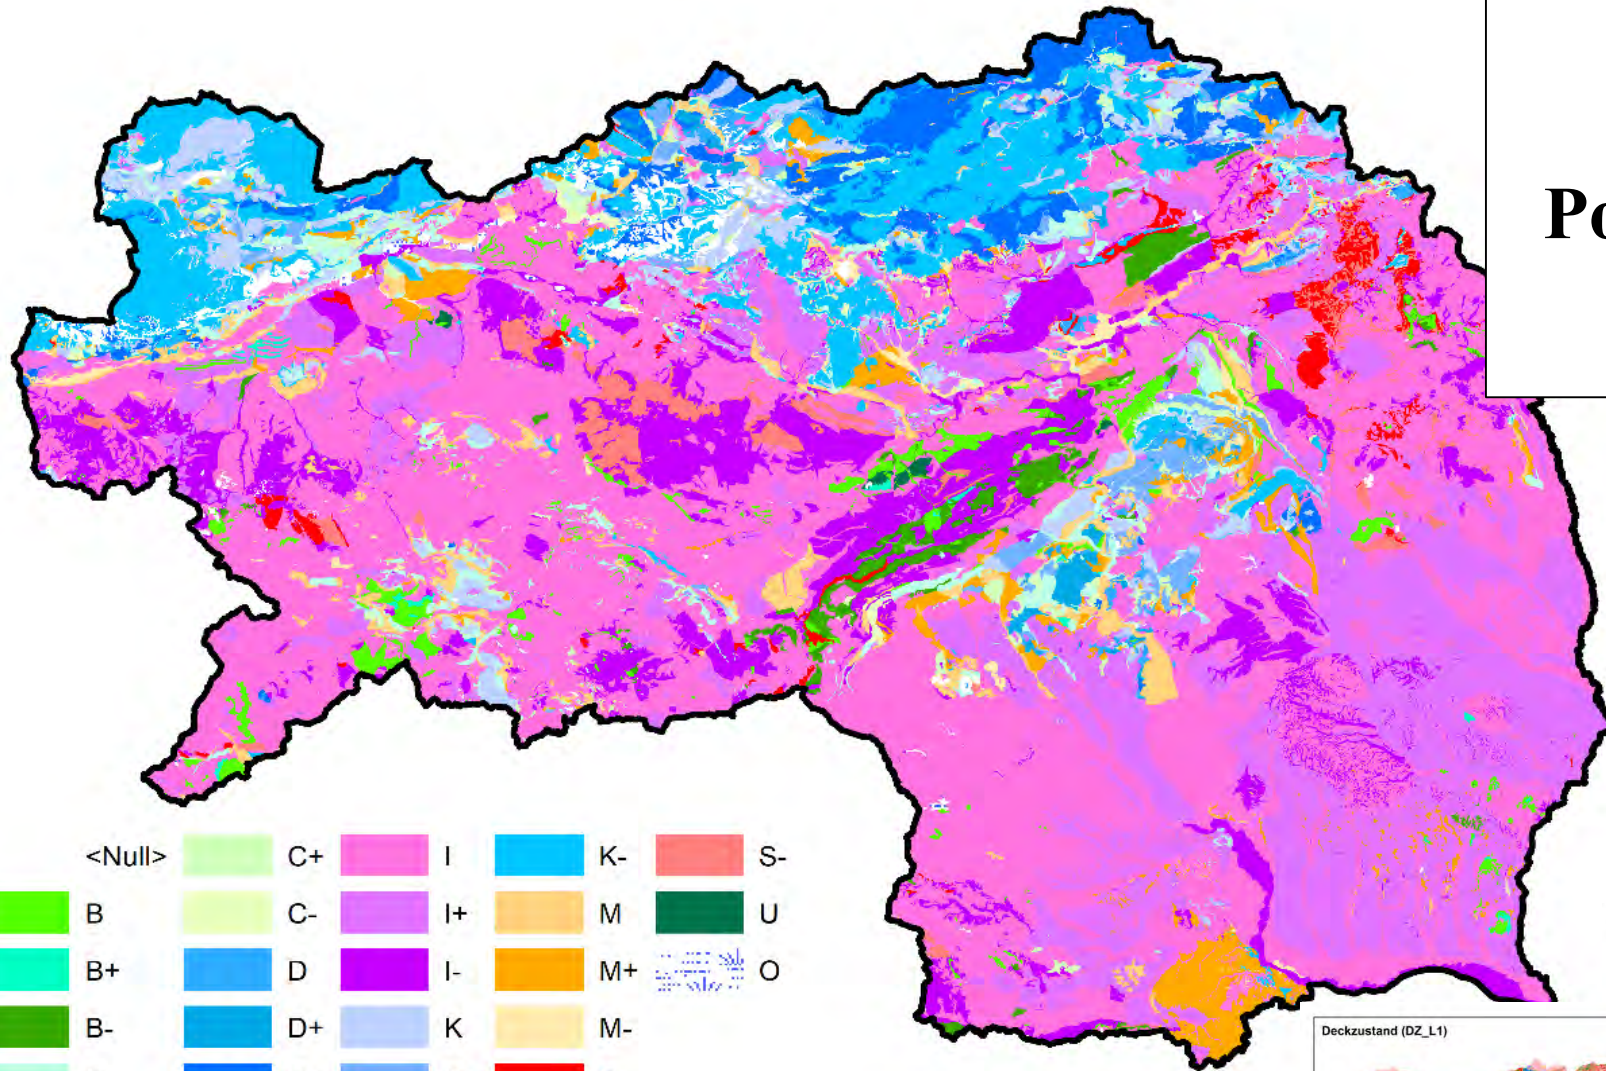 Po
<Null>
C+
I
K-
S-
B
C-
I+
M
U
B+
D
I-
M+
O
B-
D+
K
M-
Deckzustand (DZ_L1)